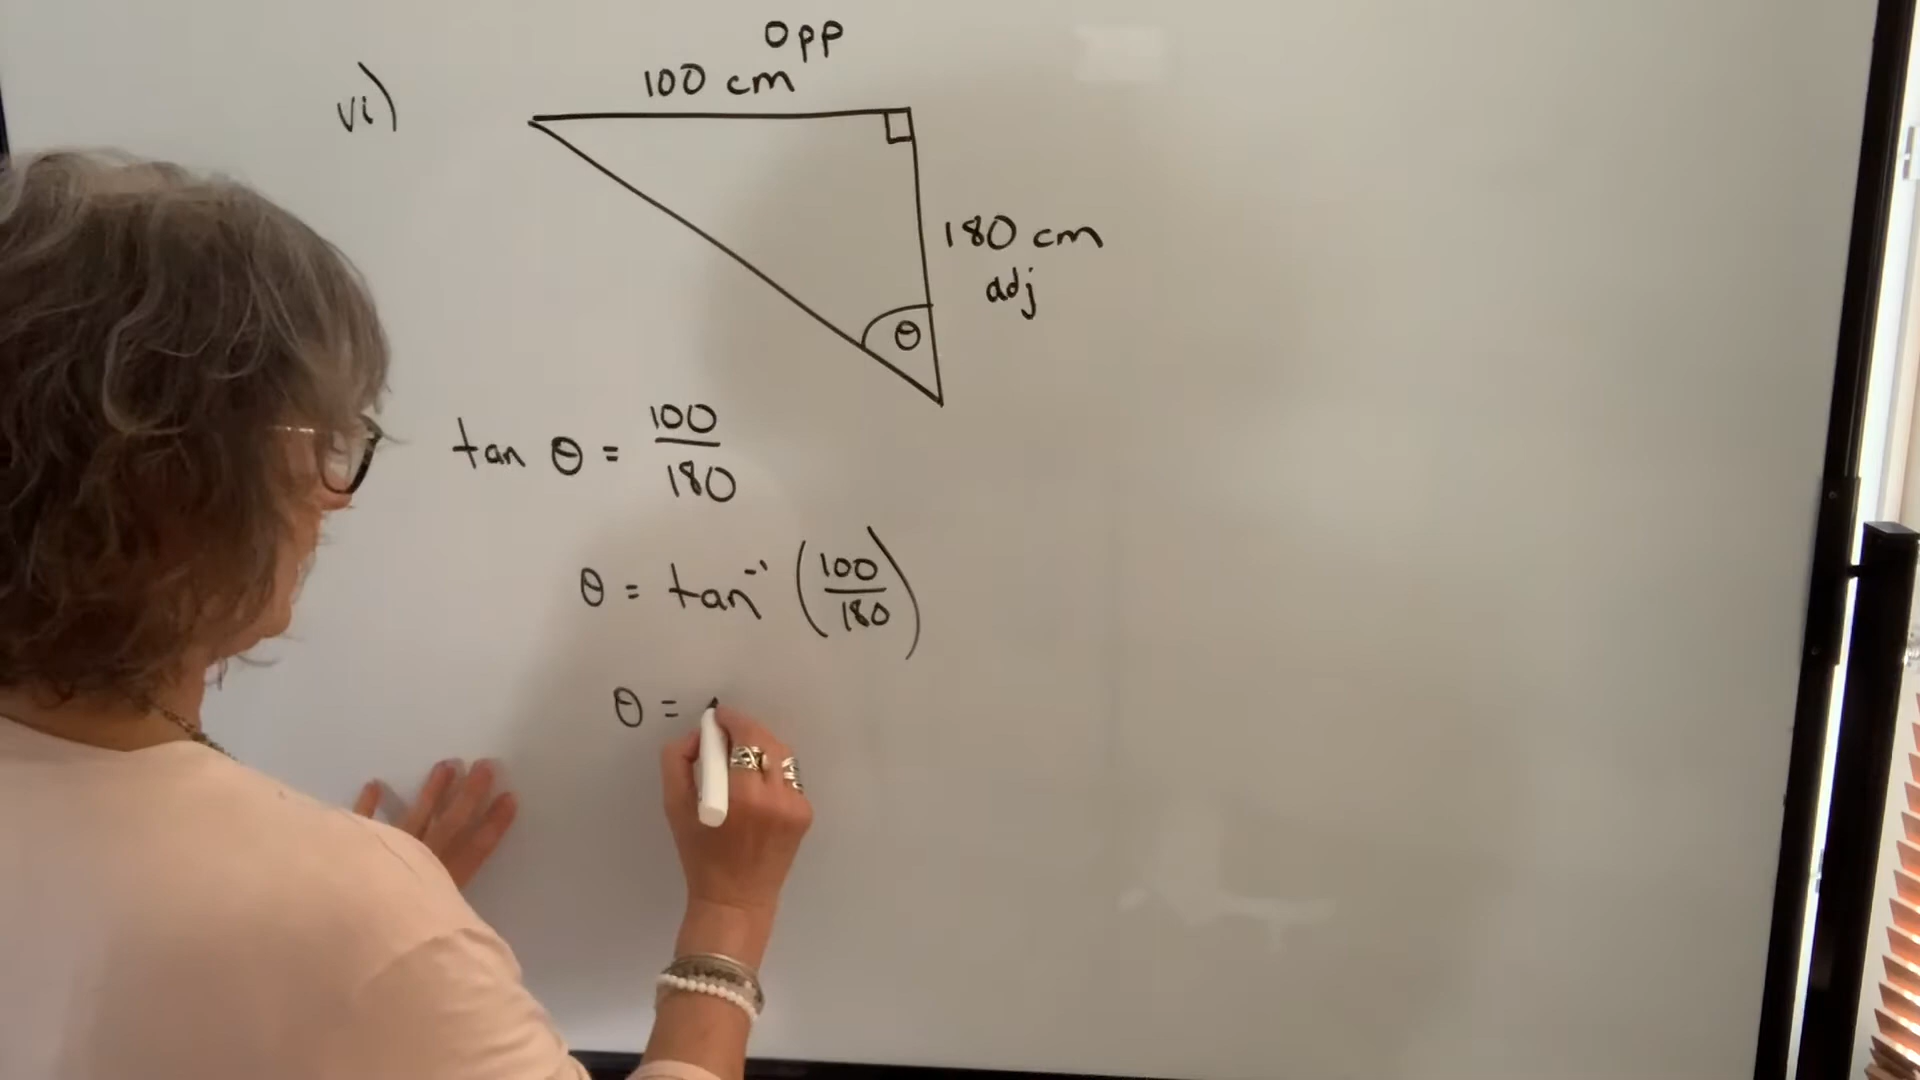 vi)
Opp
100 cm
180 cm
adj
θ
tan θ = 100/180
θ = tan⁻¹ (100/180)
θ =